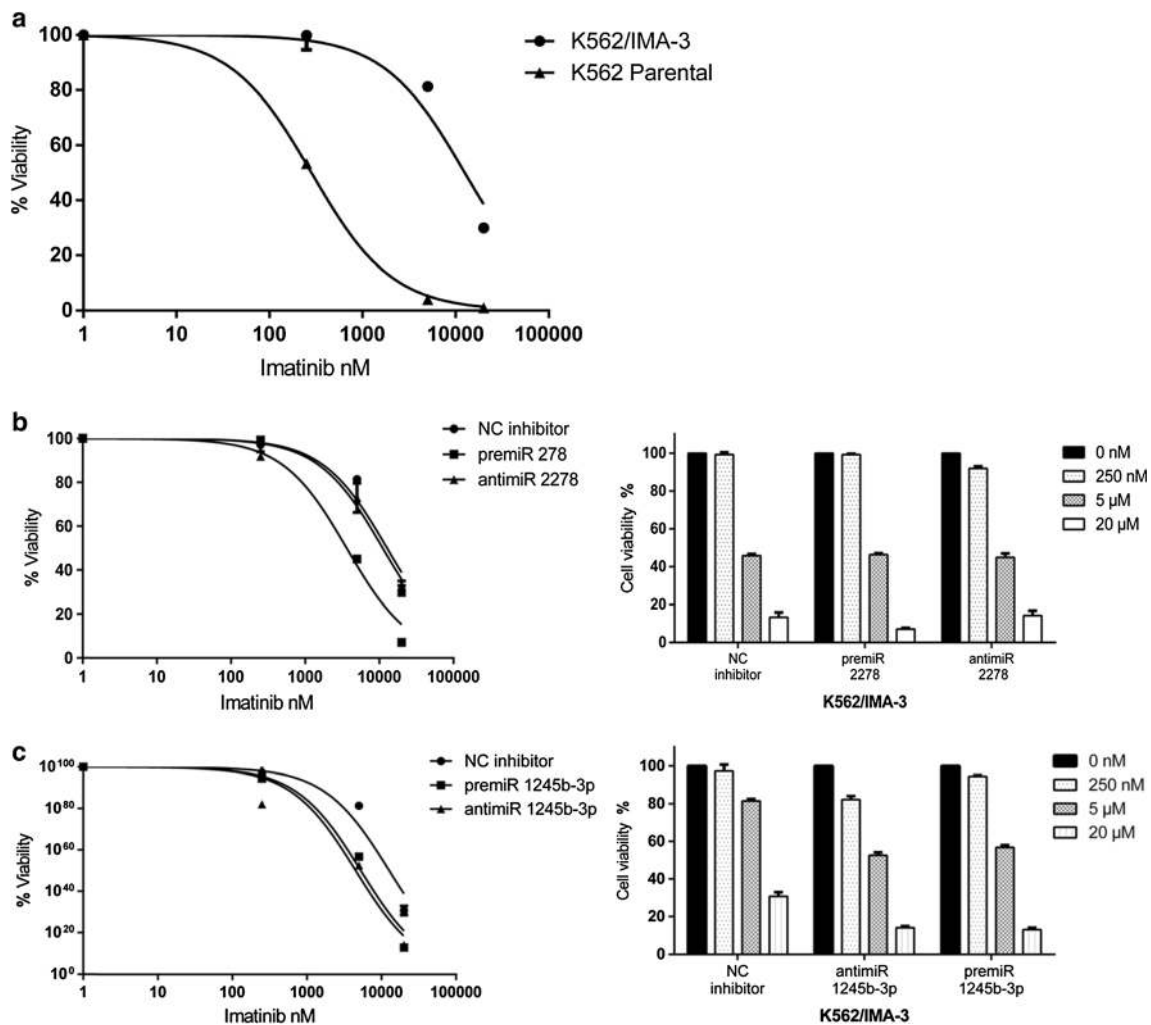 a
K562/IMA-3
K562 Parental
% Viability
100
80
60
40
20
0
1 10 100 1000 10000 100000
Imatinib nM
b
NC inhibitor
premiR 278
antimiR 2278
% Viability
100
80
60
40
20
0
1 10 100 1000 10000 100000
Imatinib nM
Cell viability %
100
80
60
40
20
0
0 nM
250 nM
5 µM
20 µM
NC inhibitor
premiR 2278
antimiR 2278
K562/IMA-3
c
NC inhibitor
premiR 1245b-3p
antimiR 1245b-3p
% Viability
10¹⁰⁰
10⁸⁰
10⁶⁰
10⁴⁰
10²⁰
10⁰
1 10 100 1000 10000 100000
Imatinib nM
Cell viability %
100
80
60
40
20
0
0 nM
250 nM
5 µM
20 µM
NC inhibitor
antimiR 1245b-3p
premiR 1245b-3p
K562/IMA-3